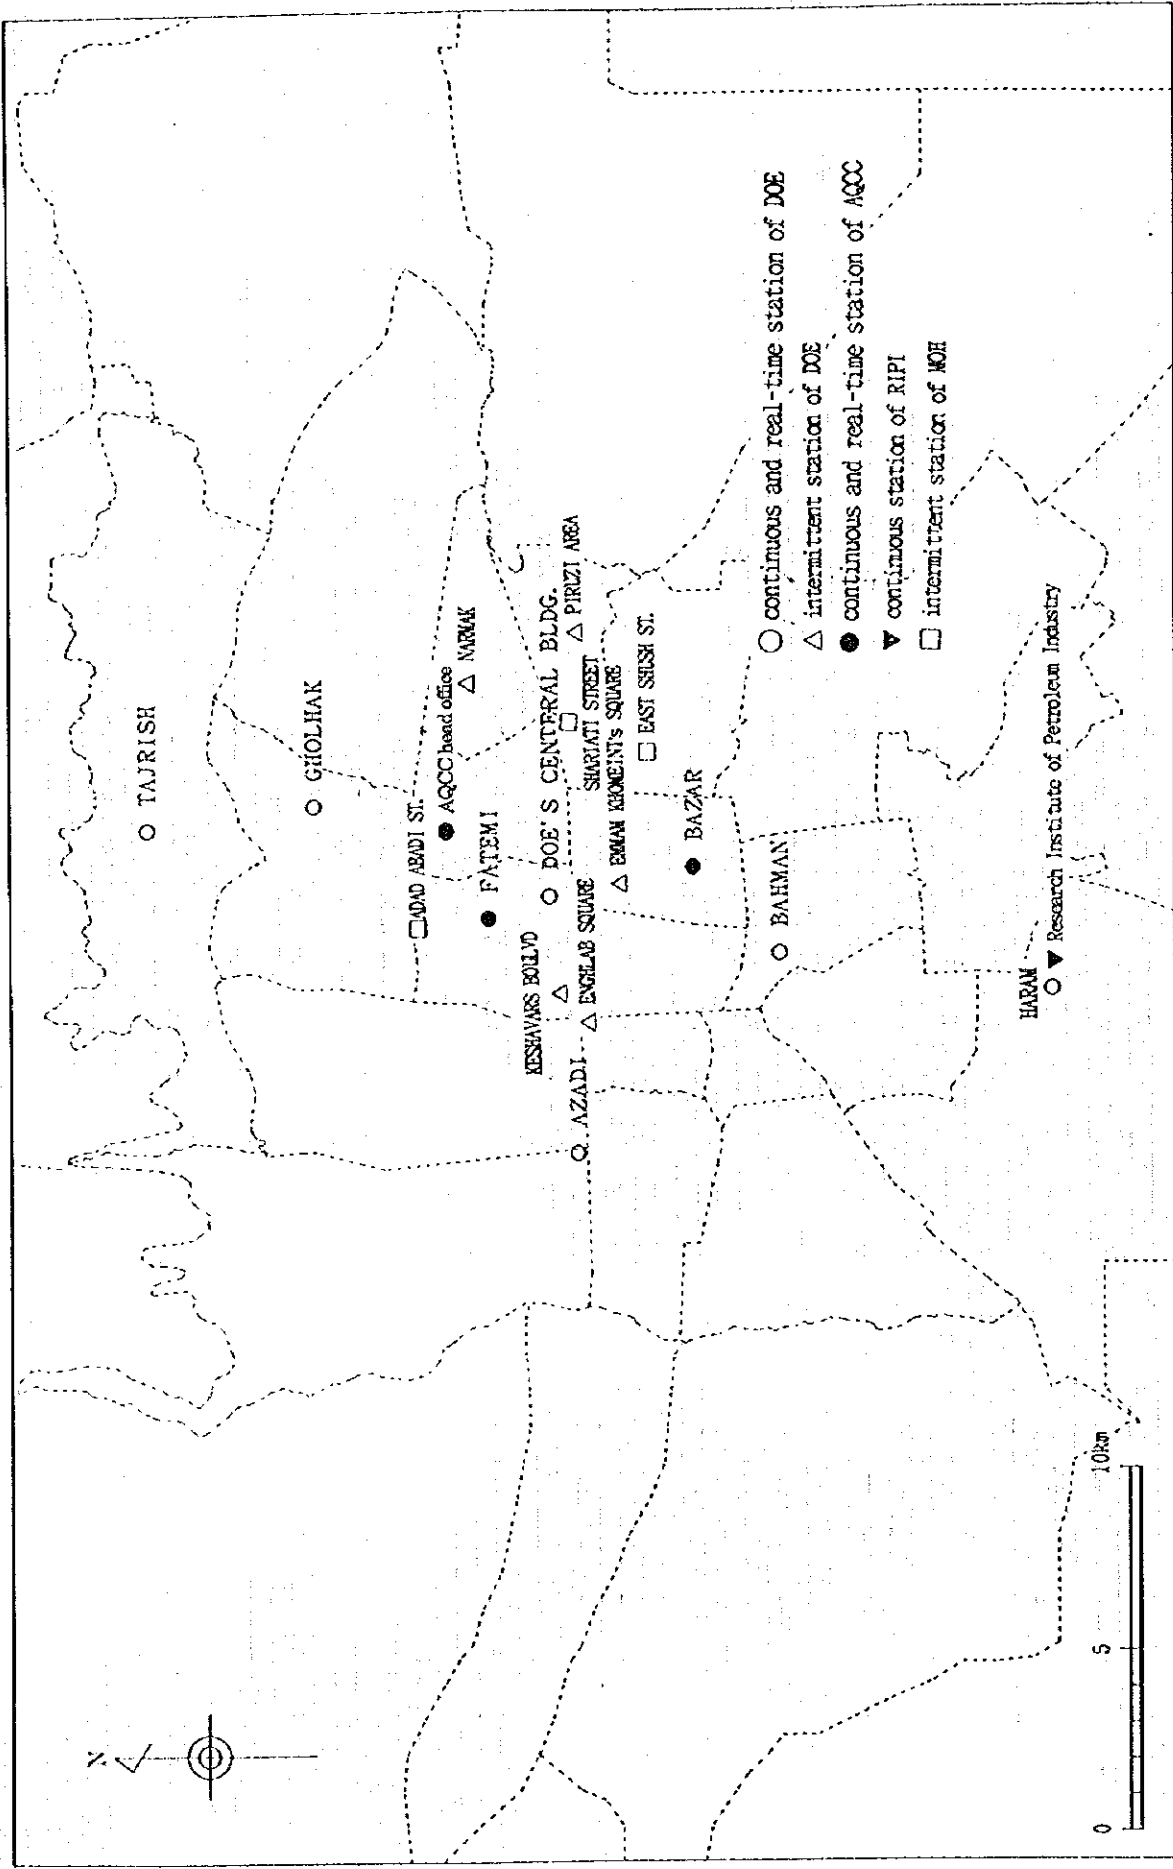 N
TAJRISH
GHOLHAK
ADAD ABADI ST.
AQCC head office
NARMAK
FATEMI
KESHAVARS BOULVD
DOE'S CENTRAL BLDG.
PIRUZI AREA
SHARIATI STREET
ENGHLAB SQUARE
AZADI
EMMAM KHOMEINI's SQUARE
EAST SHUSH ST.
BAZAR
BAHMAN
HARAM
Research Institute of Petroleum Industry
continuous and real-time station of DOE
intermittent station of DOE
continuous and real-time station of AQCC
continuous station of RIPI
intermittent station of MOH
0 5 10km